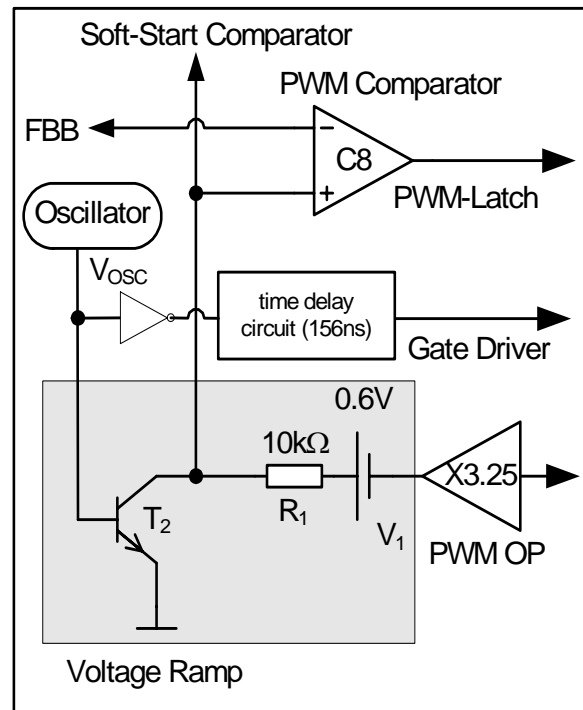 Soft-Start Comparator
PWM Comparator
FBB
−
C8
+
PWM-Latch
Oscillator
VOSC
time delay
circuit (156ns)
Gate Driver
0.6V
10kΩ
X3.25
T2
R1
V1
PWM OP
Voltage Ramp